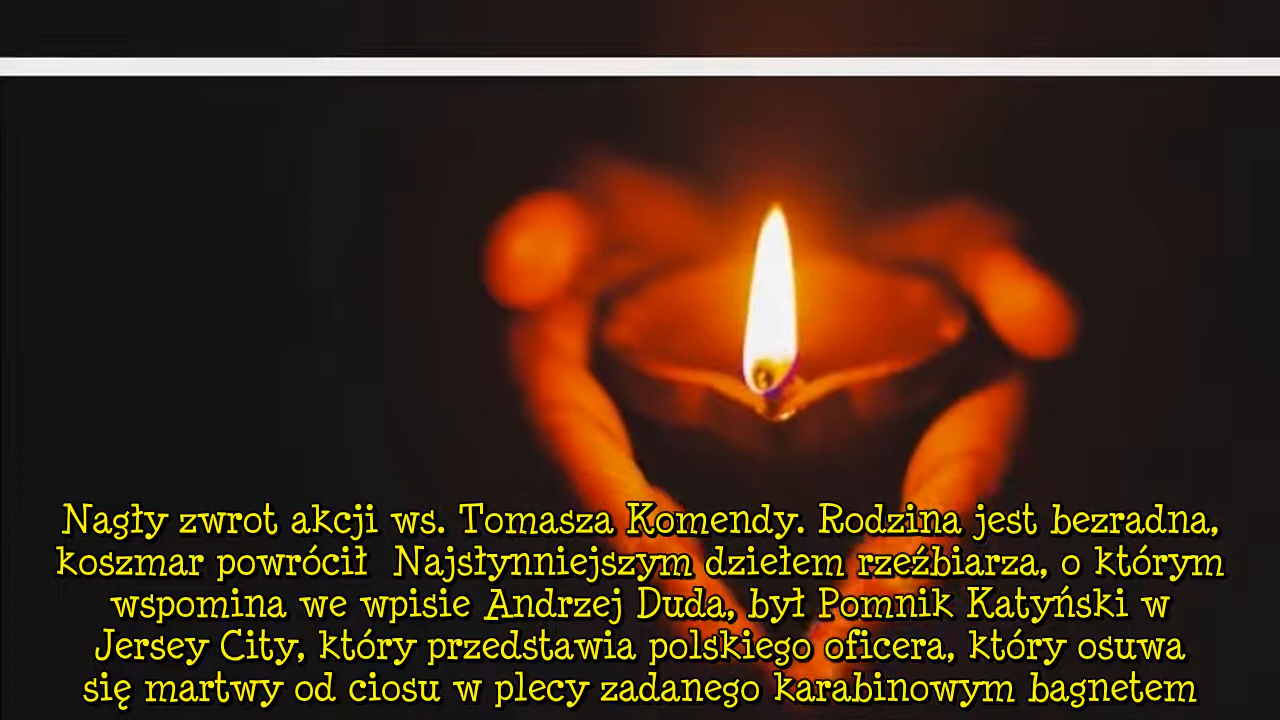 Nagły zwrot akcji ws. Tomasza Komendy. Rodzina jest bezradna,
koszmar powrócił  Najsłynniejszym dziełem rzeźbiarza, o którym
wspomina we wpisie Andrzej Duda, był Pomnik Katyński w
Jersey City, który przedstawia polskiego oficera, który osuwa
się martwy od ciosu w plecy zadanego karabinowym bagnetem